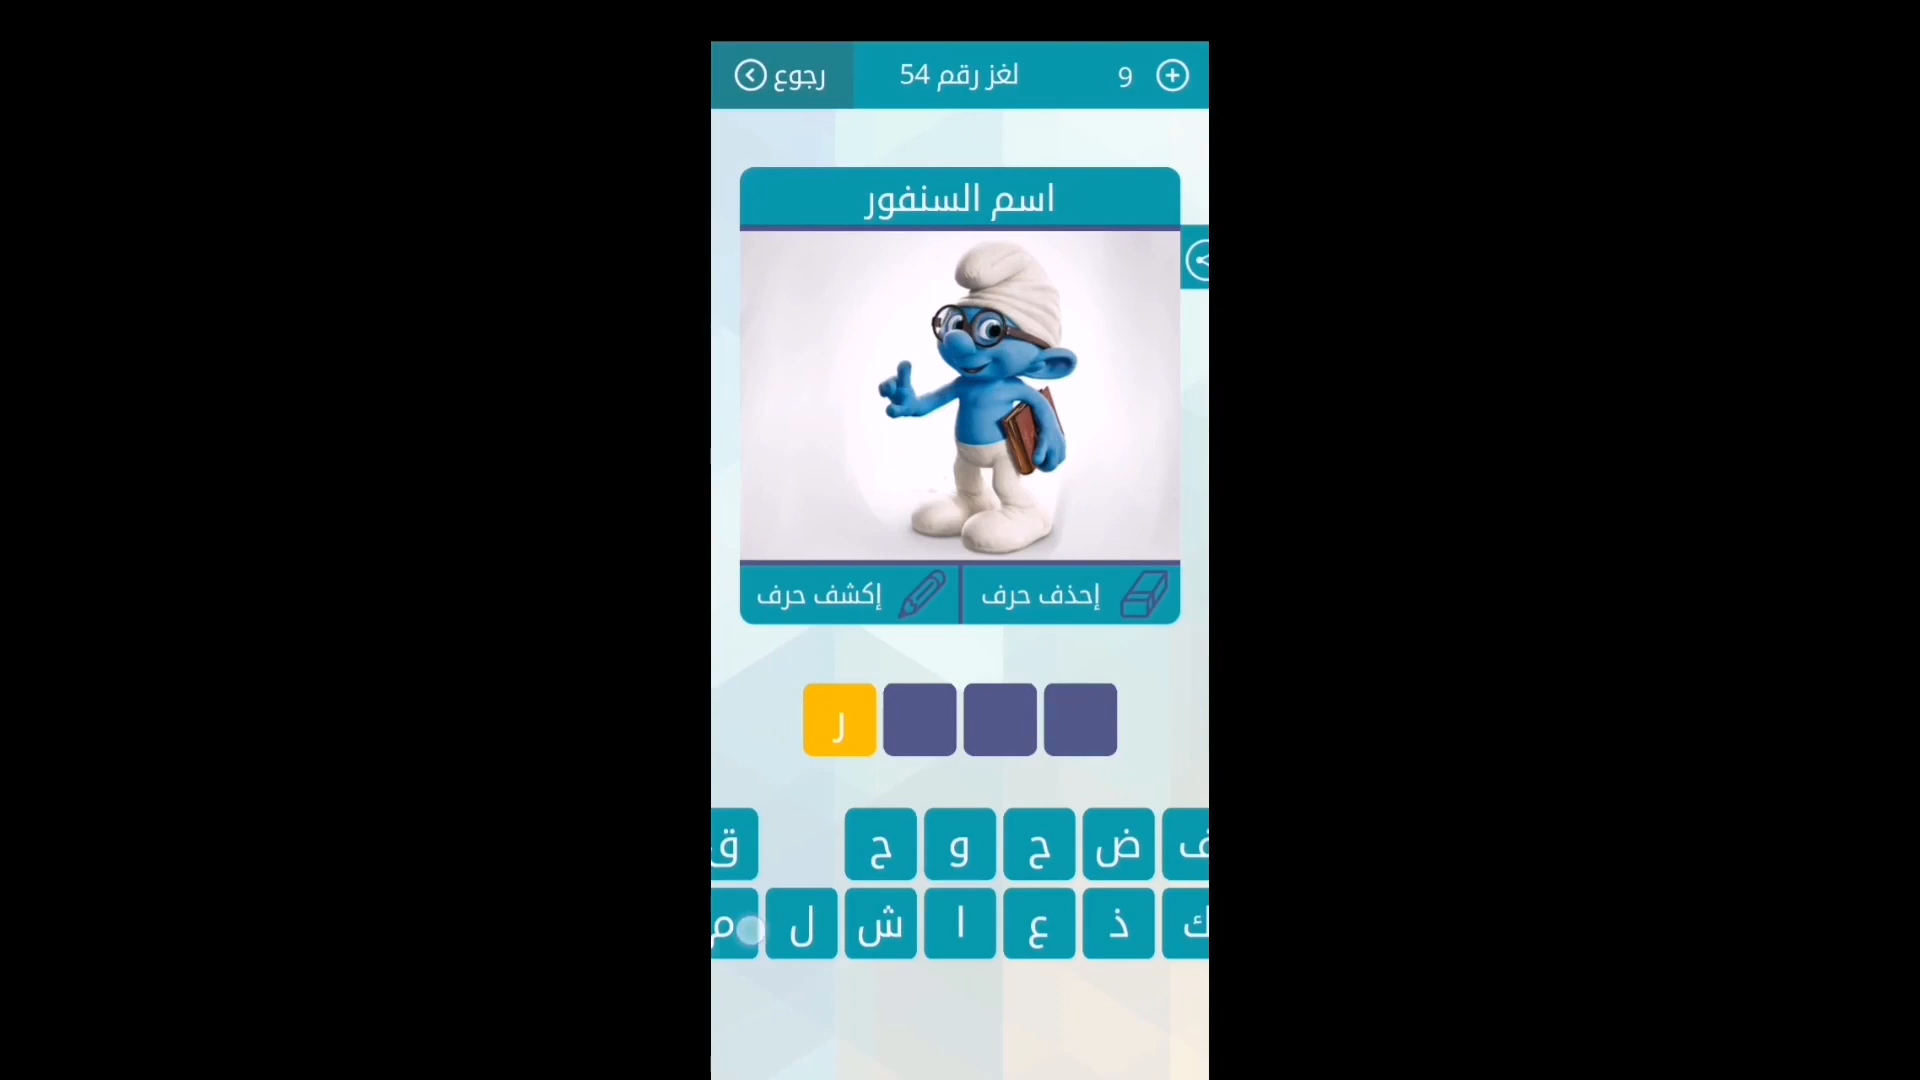 رجوع لغز رقم 54 9
اسم السنفور
إحذف حرف إكشف حرف
ر
ف ض ح و ح ق
ك ذ ع ا ش ل م